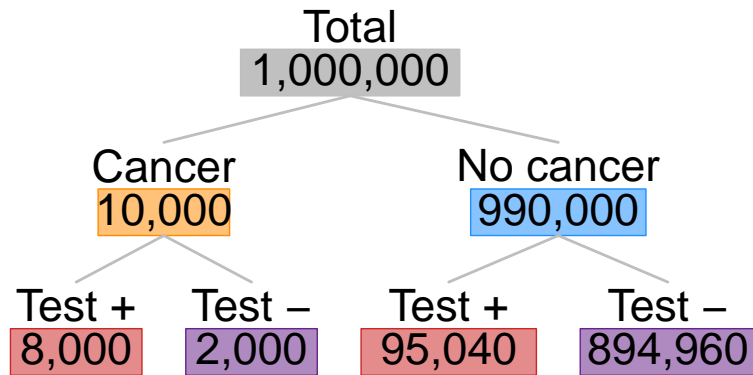 Total
1,000,000
Cancer
No cancer
10,000
990,000
Test +
Test –
Test +
Test –
8,000
2,000
95,040
894,960